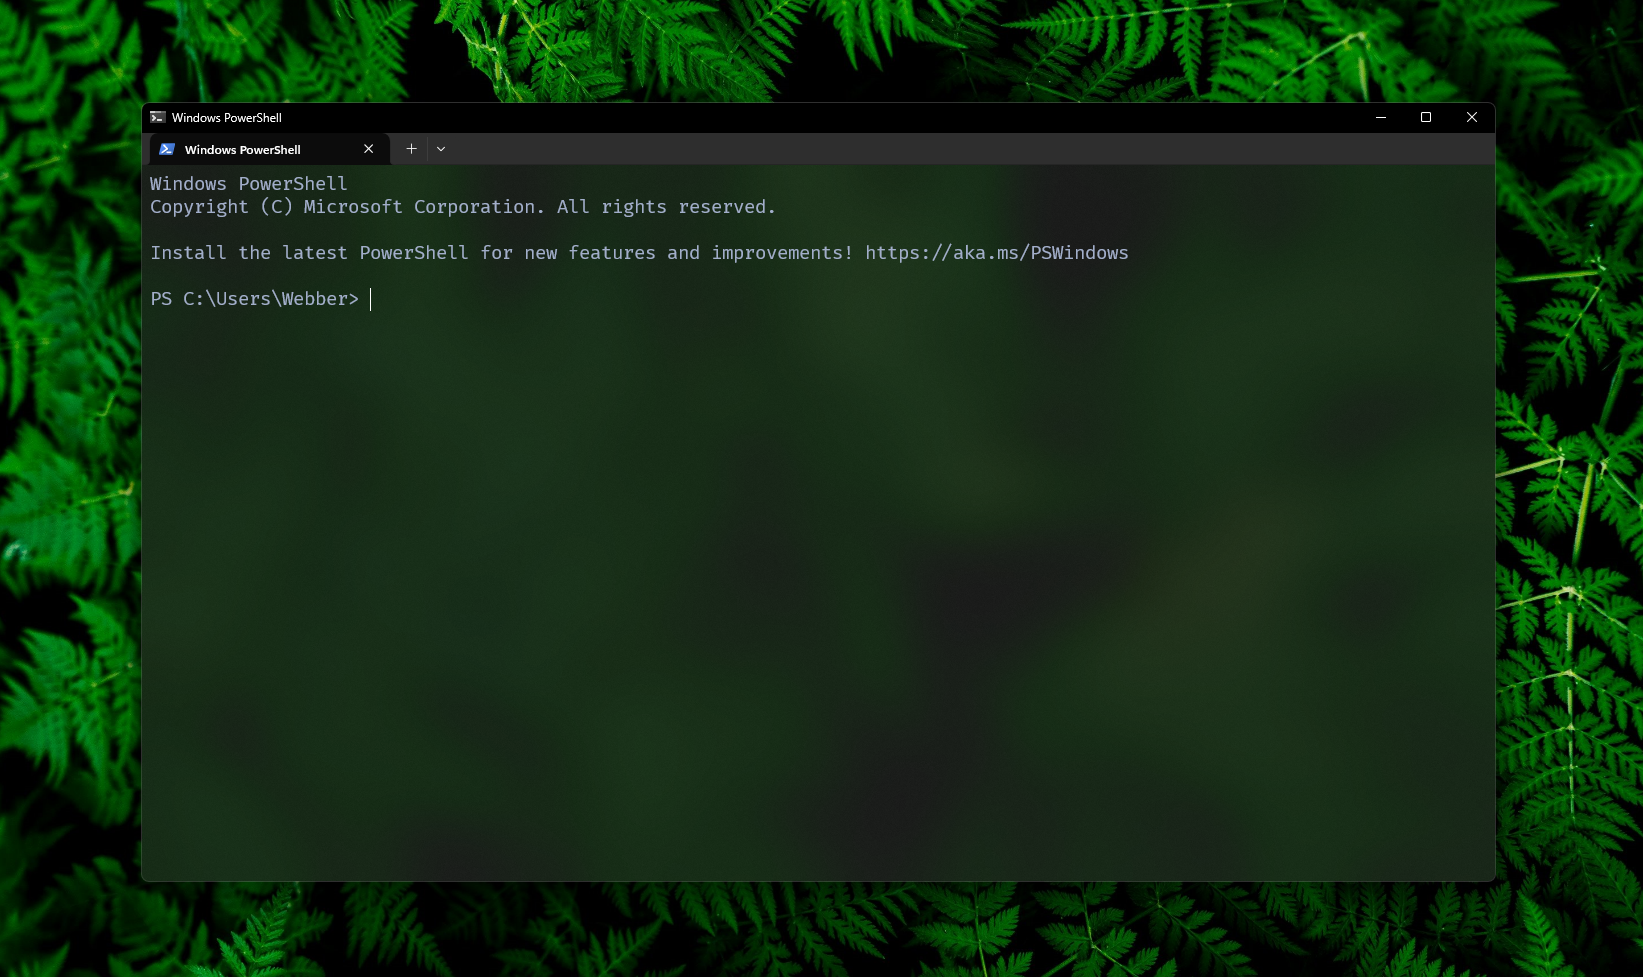 Windows PowerShell
Windows PowerShell
Windows PowerShell
Copyright (C) Microsoft Corporation. All rights reserved.
Install the latest PowerShell for new features and improvements! https://aka.ms/PSWindows
PS C:\Users\Webber>